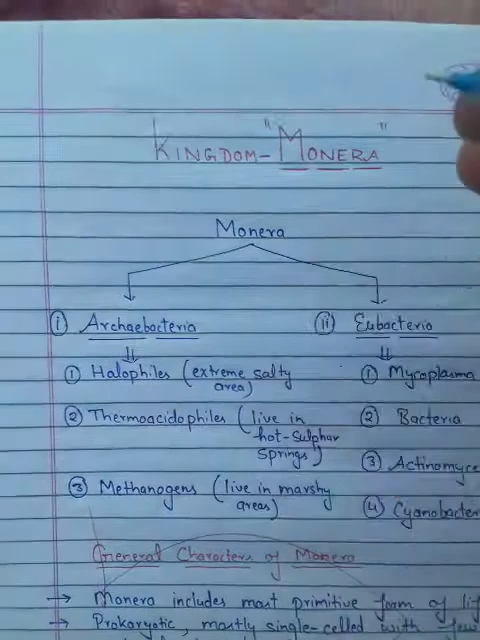 KINGDOM- "MONERA"
Monera
(i) Archaebacteria (ii) Eubacteria
① Halophiles (extreme salty area) ① Mycoplasma
② Thermoacidophiles (live in hot-sulphur springs) ② Bacteria
③ Actinomyce
③ Methanogens (live in marshy areas) ④ Cyanobacter
General Characters of Monera
→ Monera includes most primitive form of lif
→ Prokaryotic, mostly single-celled with few